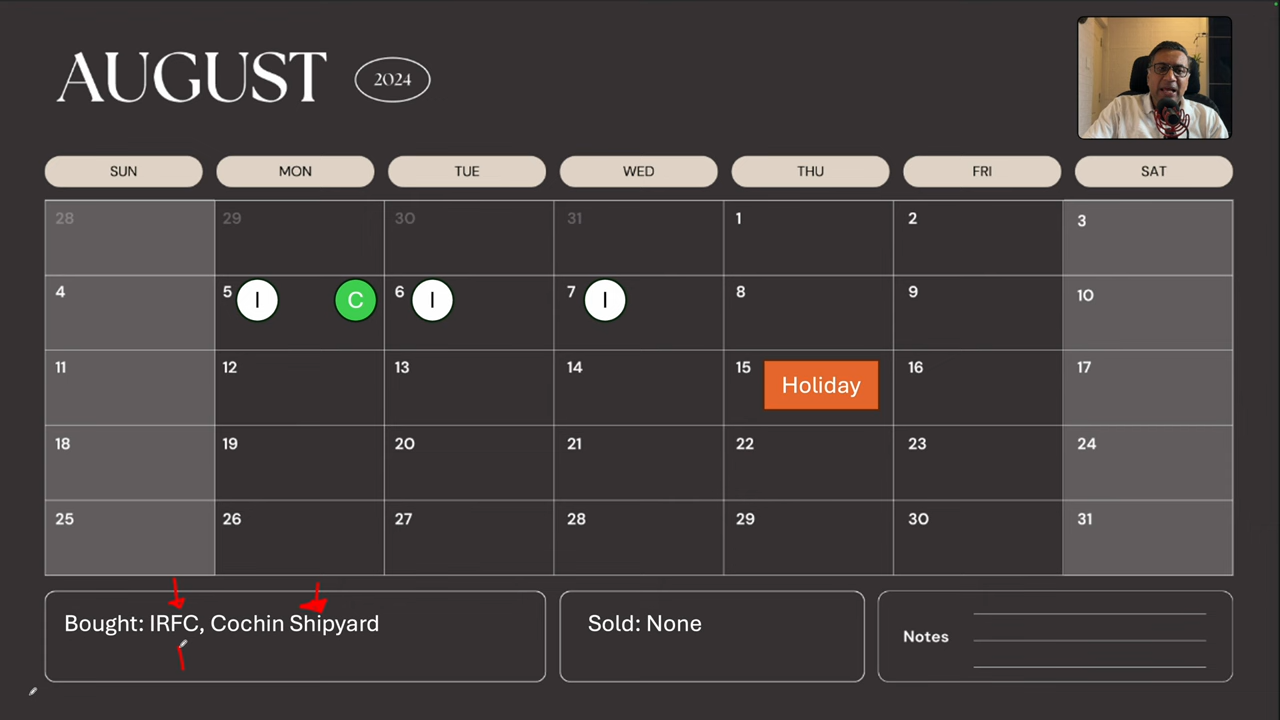 AUGUST 2024
SUN MON TUE WED THU FRI SAT
28 29 30 31 1 2 3
4 5 I C 6 I 7 I 8 9 10
11 12 13 14 15 Holiday 16 17
18 19 20 21 22 23 24
25 26 27 28 29 30 31
Bought: IRFC, Cochin Shipyard
Sold: None
Notes